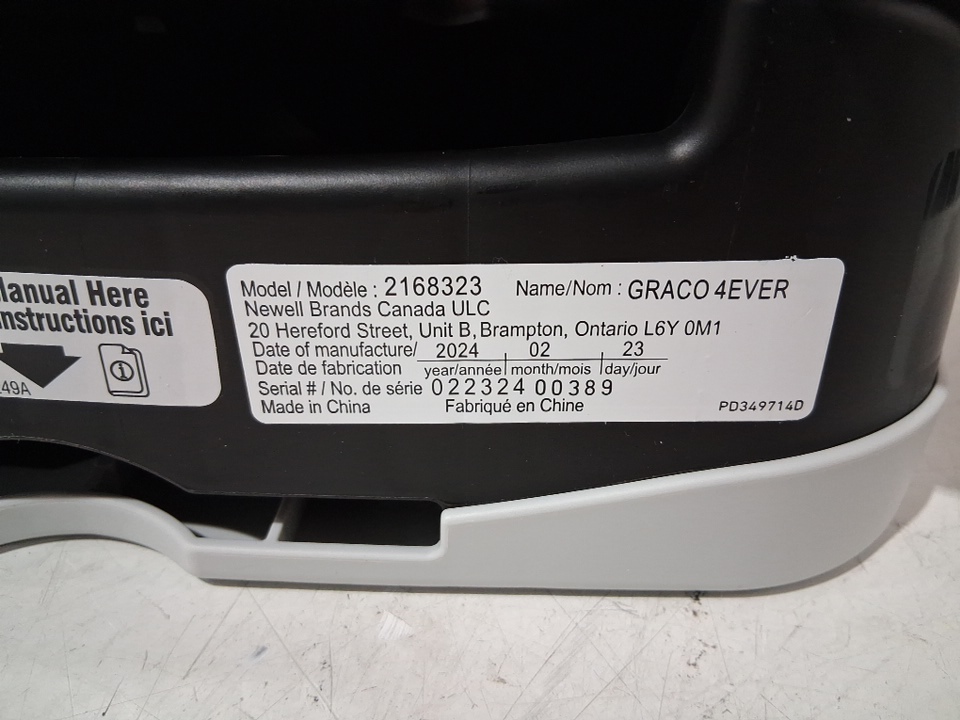 Manual Here
Instructions ici
49A
Model / Modèle : 2168323 Name/Nom : GRACO 4EVER
Newell Brands Canada ULC
20 Hereford Street, Unit B, Brampton, Ontario L6Y 0M1
Date of manufacture/ 2024 02 23
Date de fabrication year/année month/mois day/jour
Serial # / No. de série 022324 00389
Made in China Fabriqué en Chine PD349714D